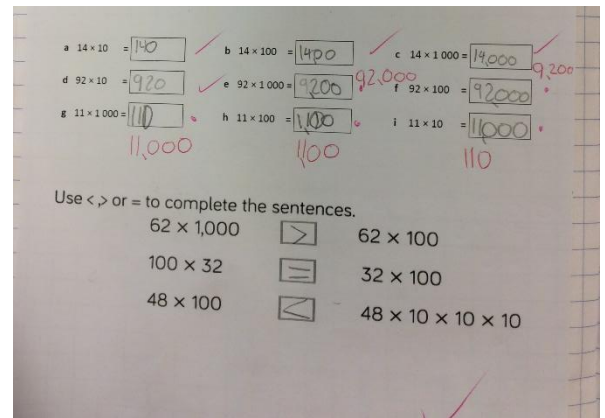 a 14 × 10 = 140 b 14 × 100 = 1400 c 14 × 1 000 = 14,000
d 92 × 10 = 920 e 92 × 1 000 = 9200 92,000 f 92 × 100 = 92000 9,200
g 11 × 1 000 = 110 h 11 × 100 = 1,100 i 11 × 10 = 11000
11,000 1100 110
Use <,> or = to complete the sentences.
62 × 1,000 > 62 × 100
100 × 32 = 32 × 100
48 × 100 < 48 × 10 × 10 × 10